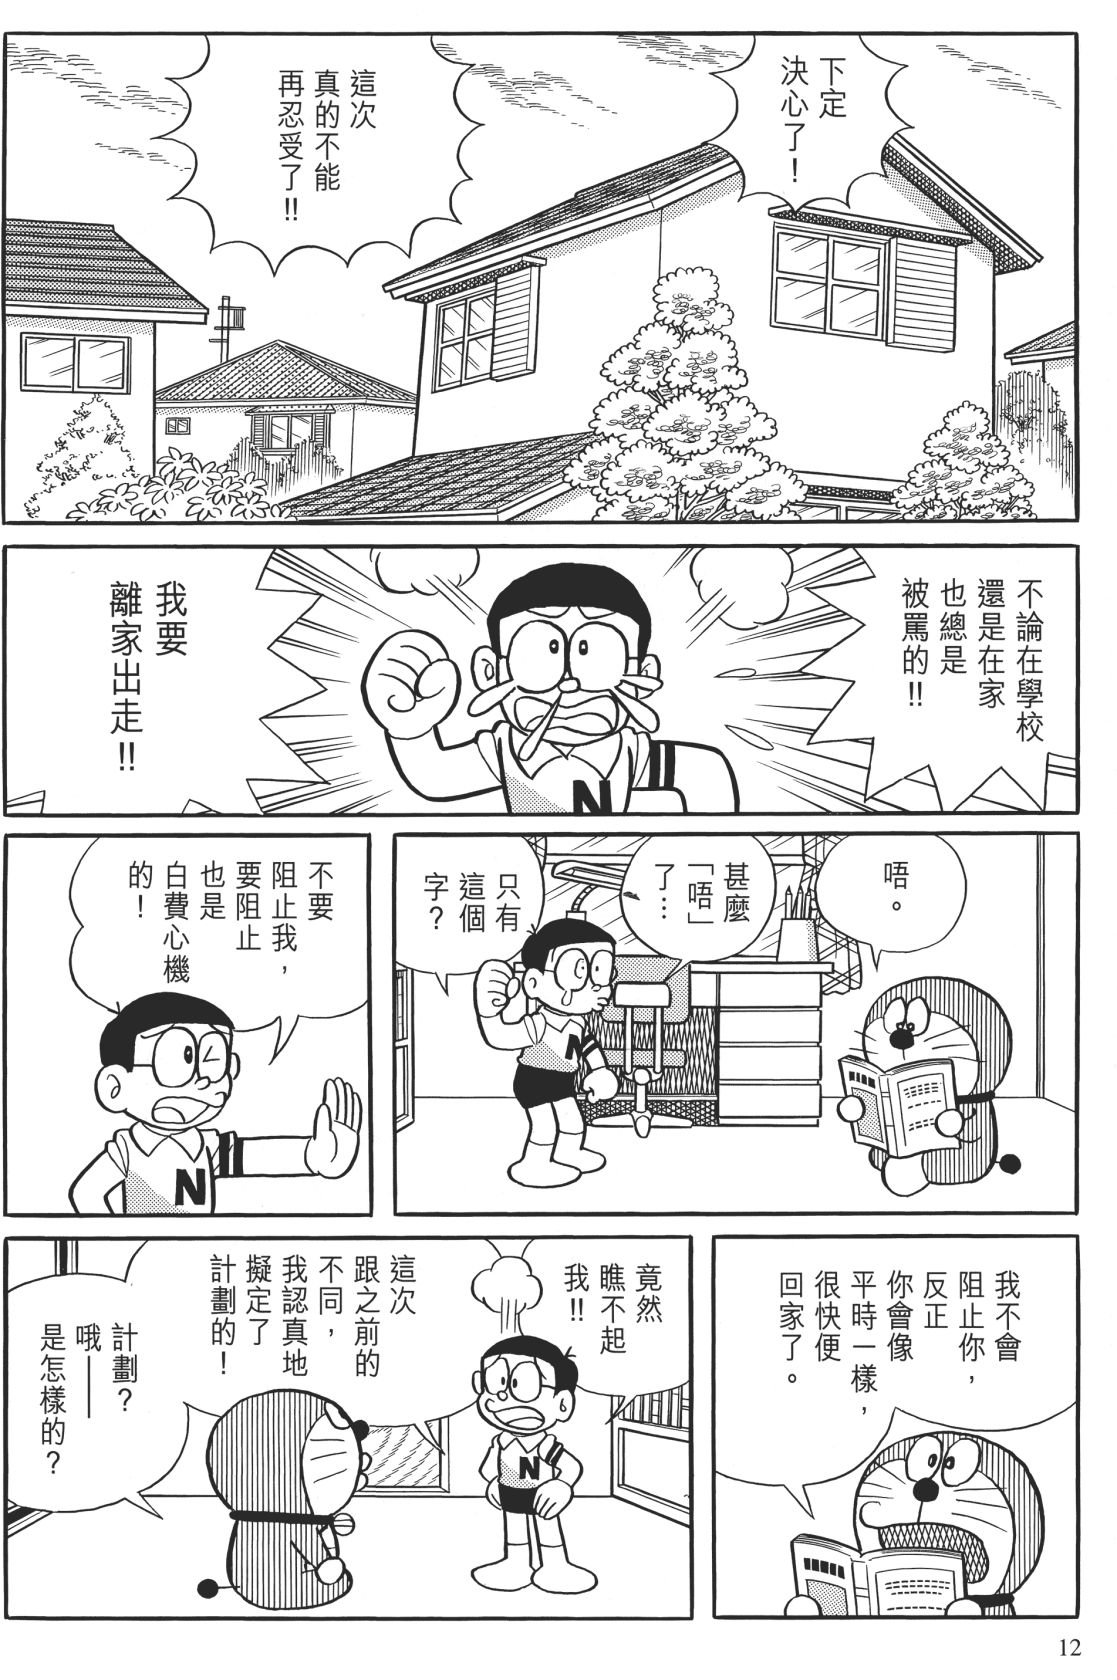 下定
決心了！
這次
真的不能
再忍受了!!
不論在學校
還是在家
也總是
被罵的!!
我要
離家出走!!
N
唔。
甚麼
「唔」
了…
只有
這個
字？
N
不要
阻止我，
要阻止
也是
白費心機
的！
N
我不會
阻止你，
反正
你會像
平時一樣，
很快便
回家了。
竟然
瞧不起
我!!
這次
跟之前的
不同，
我認真地
擬定了
計劃的！
N
計劃？
哦——
是怎樣的？
12